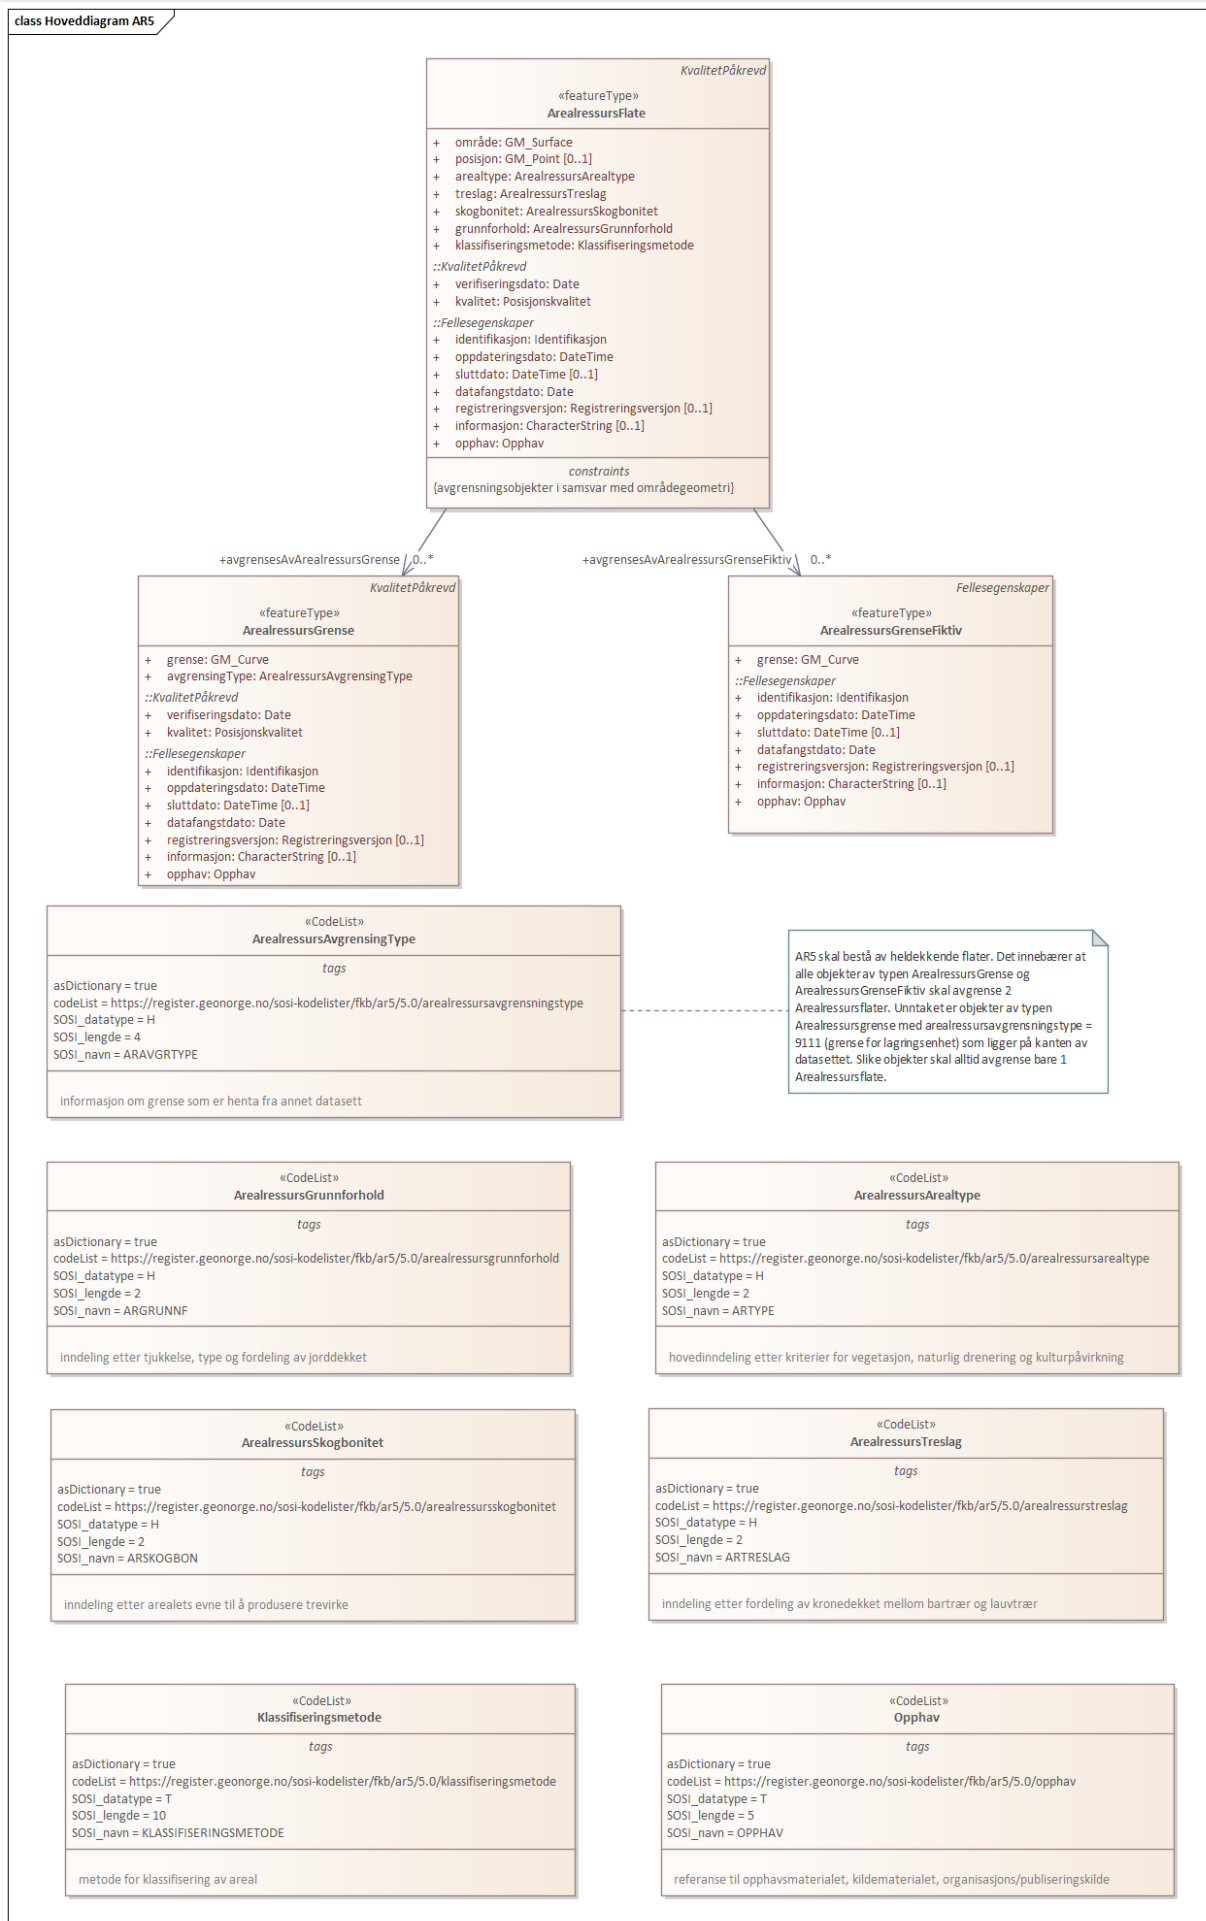 class Hoveddiagram AR5
KvalitetPåkrevd
«featureType»
ArealressursFlate
+ område: GM_Surface
+ posisjon: GM_Point [0..1]
+ arealtype: ArealressursArealtype
+ treslag: ArealressursTreslag
+ skogbonitet: ArealressursSkogbonitet
+ grunnforhold: ArealressursGrunnforhold
+ klassifiseringsmetode: Klassifiseringsmetode
::KvalitetPåkrevd
+ verifiseringsdato: Date
+ kvalitet: Posisjonskvalitet
::Fellesegenskaper
+ identifikasjon: Identifikasjon
+ oppdateringsdato: DateTime
+ sluttdato: DateTime [0..1]
+ datafangstdato: Date
+ registreringsversjon: Registreringsversjon [0..1]
+ informasjon: CharacterString [0..1]
+ opphav: Opphav
constraints
{avgrensningsobjekter i samsvar med områdegeometri}
+avgrensesAvArealressursGrense 0..*
+avgrensesAvArealressursGrenseFiktiv 0..*
KvalitetPåkrevd
«featureType»
ArealressursGrense
+ grense: GM_Curve
+ avgrensingType: ArealressursAvgrensingType
::KvalitetPåkrevd
+ verifiseringsdato: Date
+ kvalitet: Posisjonskvalitet
::Fellesegenskaper
+ identifikasjon: Identifikasjon
+ oppdateringsdato: DateTime
+ sluttdato: DateTime [0..1]
+ datafangstdato: Date
+ registreringsversjon: Registreringsversjon [0..1]
+ informasjon: CharacterString [0..1]
+ opphav: Opphav
Fellesegenskaper
«featureType»
ArealressursGrenseFiktiv
+ grense: GM_Curve
::Fellesegenskaper
+ identifikasjon: Identifikasjon
+ oppdateringsdato: DateTime
+ sluttdato: DateTime [0..1]
+ datafangstdato: Date
+ registreringsversjon: Registreringsversjon [0..1]
+ informasjon: CharacterString [0..1]
+ opphav: Opphav
«CodeList»
ArealressursAvgrensingType
tags
asDictionary = true
codeList = https://register.geonorge.no/sosi-kodelister/fkb/ar5/5.0/arealressursavgrensningstype
SOSI_datatype = H
SOSI_lengde = 4
SOSI_navn = ARAVGRTYPE
informasjon om grense som er henta fra annet datasett
AR5 skal bestå av heldekkende flater. Det innebærer at
alle objekter av typen ArealressursGrense og
ArealressursGrenseFiktiv skal avgrense 2
Arealressursflater. Unntaket er objekter av typen
Arealressursgrense med arealressursavgrensningstype =
9111 (grense for lagringsenhet) som ligger på kanten av
datasettet. Slike objekter skal alltid avgrense bare 1
Arealressursflate.
«CodeList»
ArealressursGrunnforhold
tags
asDictionary = true
codeList = https://register.geonorge.no/sosi-kodelister/fkb/ar5/5.0/arealressursgrunnforhold
SOSI_datatype = H
SOSI_lengde = 2
SOSI_navn = ARGRUNNF
inndeling etter tjukkelse, type og fordeling av jorddekket
«CodeList»
ArealressursArealtype
tags
asDictionary = true
codeList = https://register.geonorge.no/sosi-kodelister/fkb/ar5/5.0/arealressursarealtype
SOSI_datatype = H
SOSI_lengde = 2
SOSI_navn = ARTYPE
hovedinndeling etter kriterier for vegetasjon, naturlig drenering og kulturpåvirkning
«CodeList»
ArealressursSkogbonitet
tags
asDictionary = true
codeList = https://register.geonorge.no/sosi-kodelister/fkb/ar5/5.0/arealressursskogbonitet
SOSI_datatype = H
SOSI_lengde = 2
SOSI_navn = ARSKOGBON
inndeling etter arealets evne til å produsere trevirke
«CodeList»
ArealressursTreslag
tags
asDictionary = true
codeList = https://register.geonorge.no/sosi-kodelister/fkb/ar5/5.0/arealressurstreslag
SOSI_datatype = H
SOSI_lengde = 2
SOSI_navn = ARTRESLAG
inndeling etter fordeling av kronedekket mellom bartrær og lauvtrær
«CodeList»
Klassifiseringsmetode
tags
asDictionary = true
codeList = https://register.geonorge.no/sosi-kodelister/fkb/ar5/5.0/klassifiseringsmetode
SOSI_datatype = T
SOSI_lengde = 10
SOSI_navn = KLASSIFISERINGSMETODE
metode for klassifisering av areal
«CodeList»
Opphav
tags
asDictionary = true
codeList = https://register.geonorge.no/sosi-kodelister/fkb/ar5/5.0/opphav
SOSI_datatype = T
SOSI_lengde = 5
SOSI_navn = OPPHAV
referanse til opphavsmaterialet, kildematerialet, organisasjons/publiseringskilde